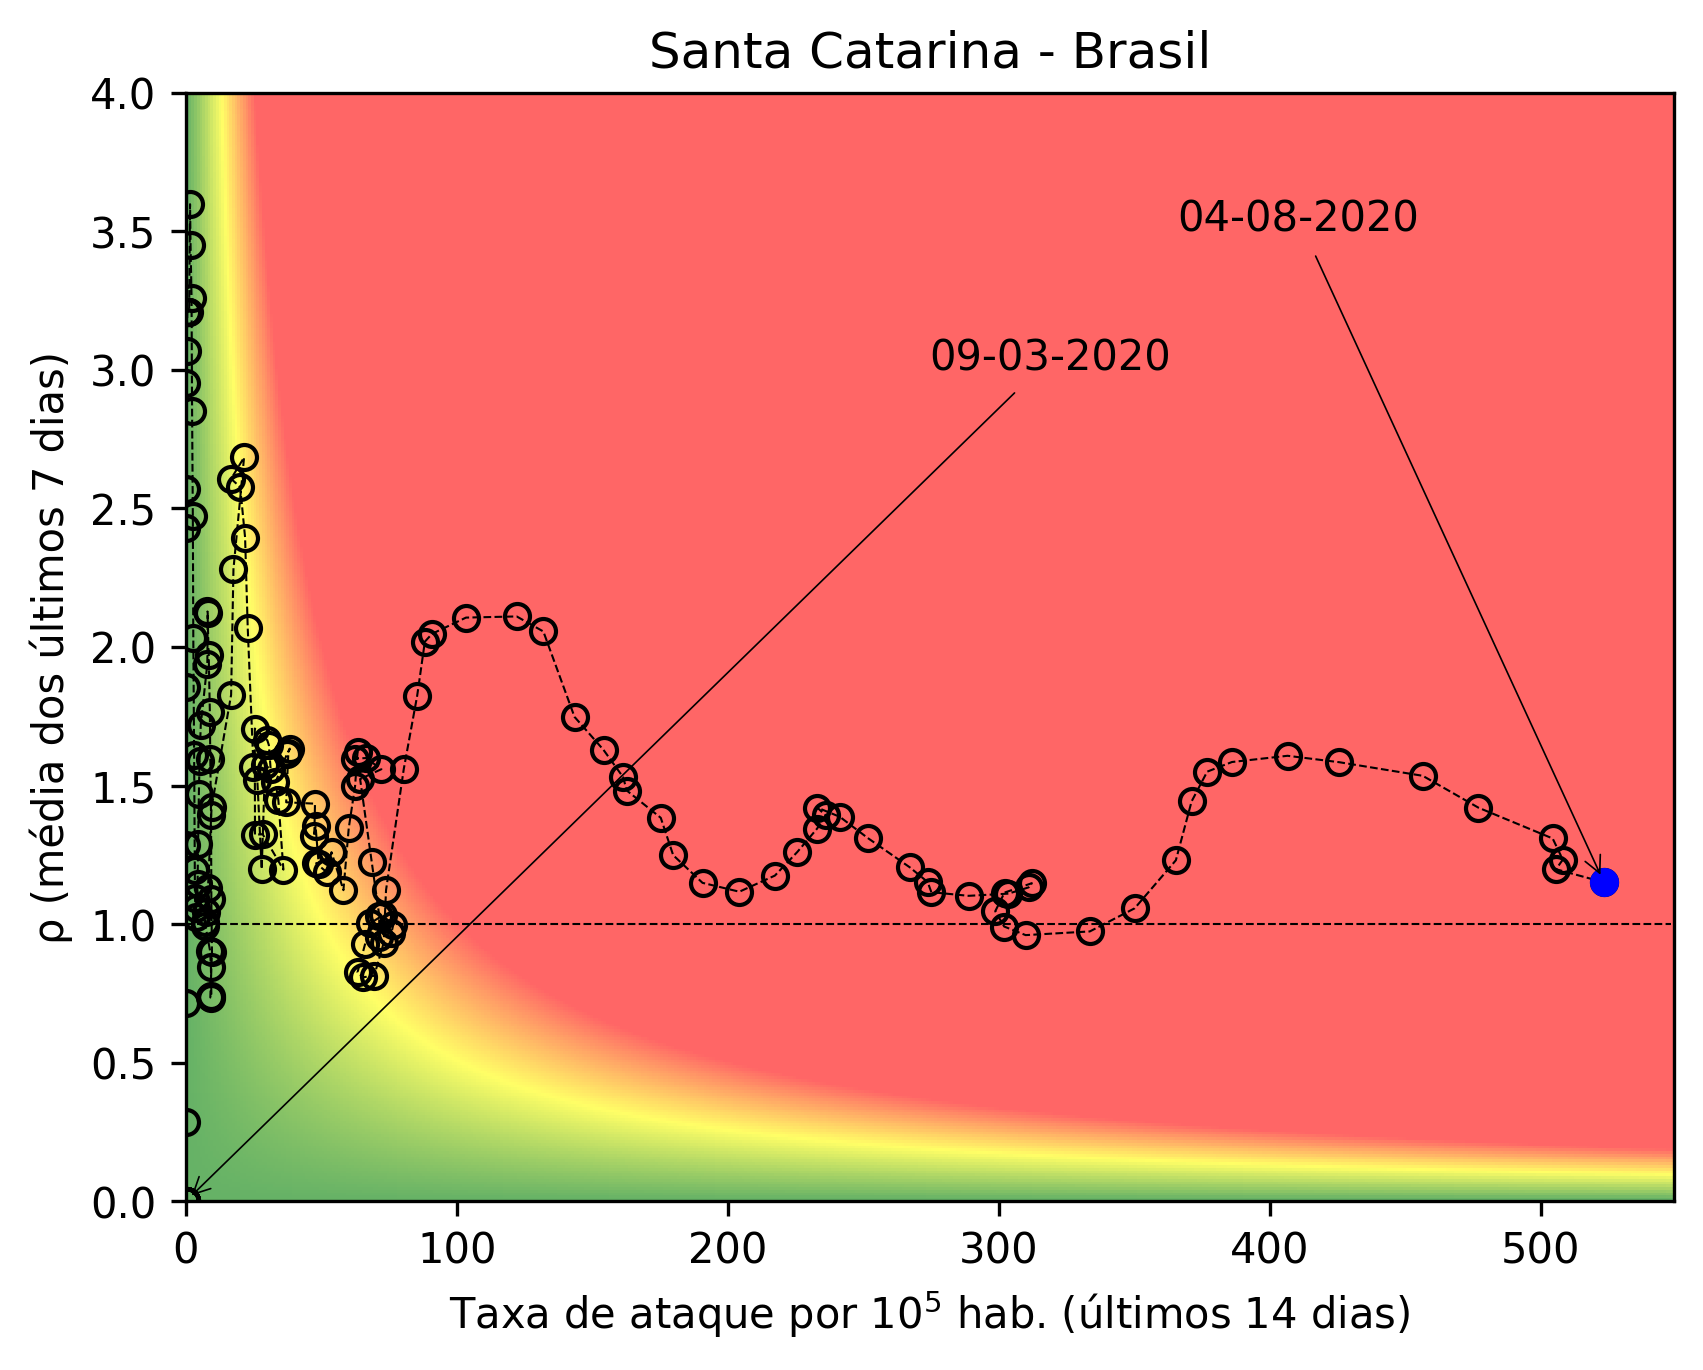 Santa Catarina - Brasil
4.0
3.5
3.0
2.5
2.0
1.5
1.0
0.5
0.0
ρ (média dos últimos 7 dias)
04-08-2020
09-03-2020
0 100 200 300 400 500
Taxa de ataque por 10⁵ hab. (últimos 14 dias)